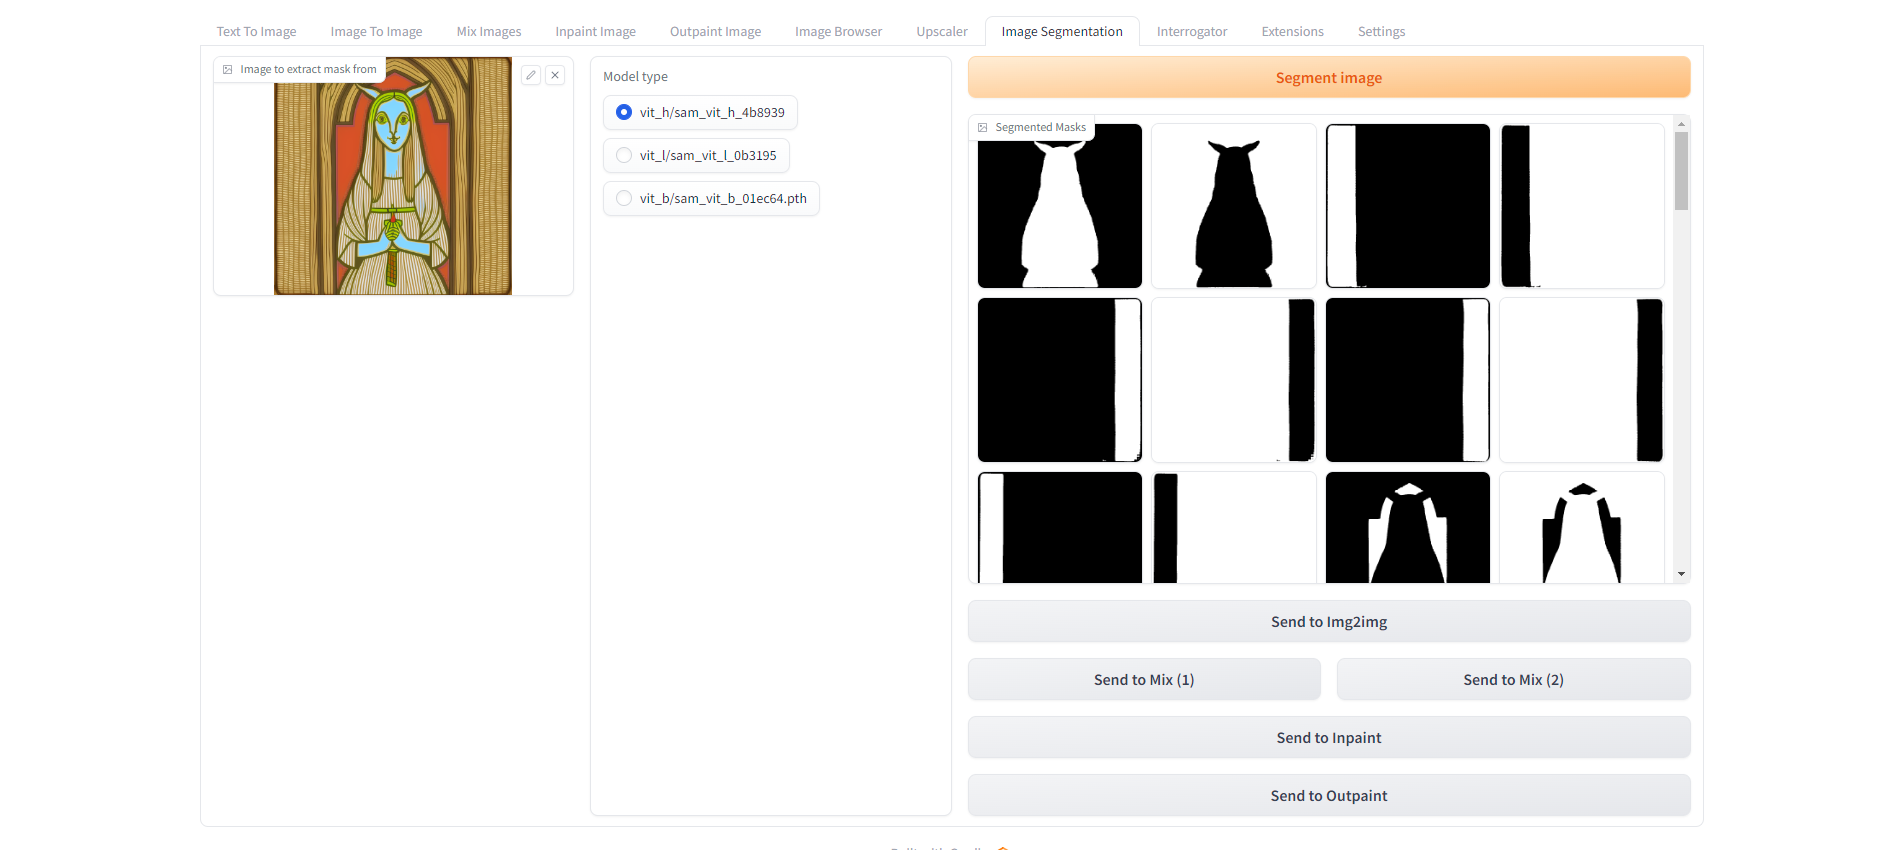 Text To Image
Image To Image
Mix Images
Inpaint Image
Outpaint Image
Image Browser
Upscaler
Image Segmentation
Interrogator
Extensions
Settings
Image to extract mask from
Model type
vit_h/sam_vit_h_4b8939
vit_l/sam_vit_l_0b3195
vit_b/sam_vit_b_01ec64.pth
Segment image
Segmented Masks
Send to Img2img
Send to Mix (1)
Send to Mix (2)
Send to Inpaint
Send to Outpaint